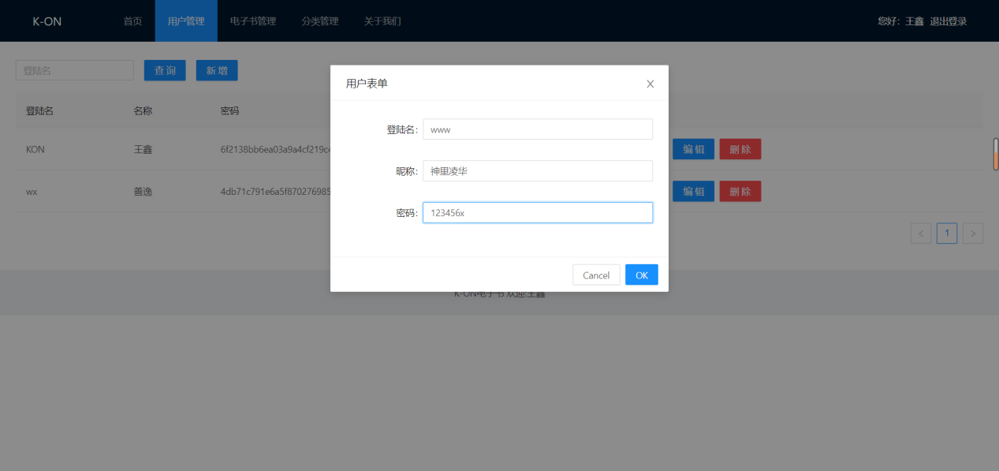 K-ON 首页 用户管理 电子书管理 分类管理 关于我们 您好：王鑫 退出登录
登陆名 查 询 新 增
用户表单
登陆名 名称 密码
登陆名： www
KON 王鑫 6f2138bb6ea03a9a4cf219c4 编 辑 删 除
昵称： 神里凌华
wx 善逸 4db71c791e6a5f870276985 编 辑 删 除
密码： 123456x
1
Cancel OK
K-ON电子书 欢迎:王鑫